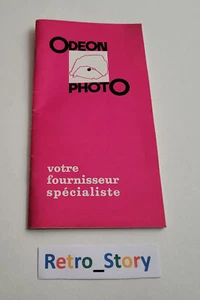 ODEON
PHOTO
votre
fournisseur
spécialiste
Retro_Story